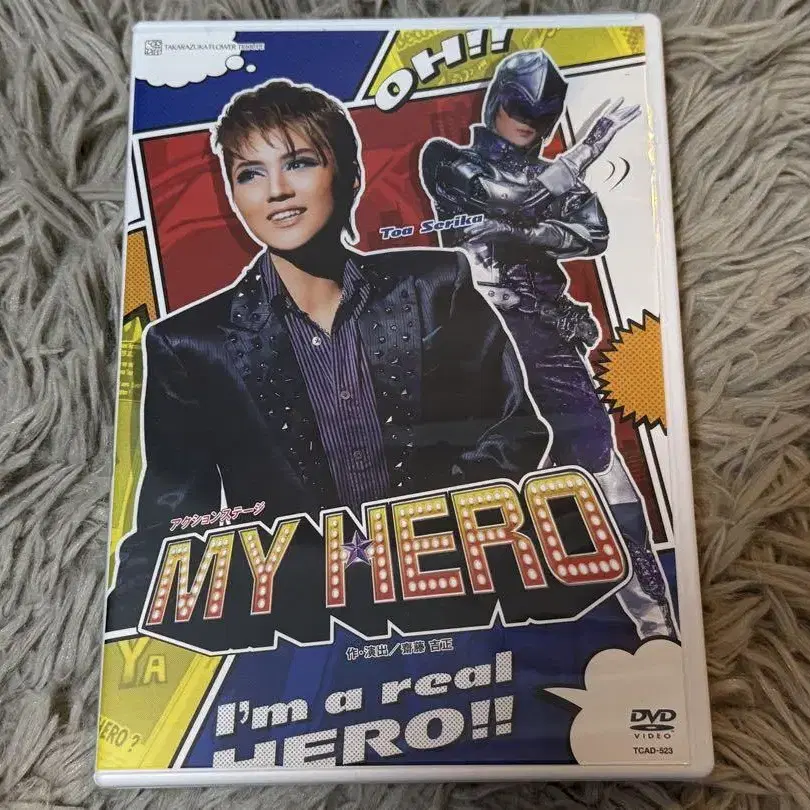 TAKARAZUKA FLOWER TROUPE
OH!!
Toa Serika
アクションステージ
MY HERO
作・演出／齋藤 吉正
YA
HERO?
I'm a real
HERO!!
DVD
VIDEO
TCAD-523